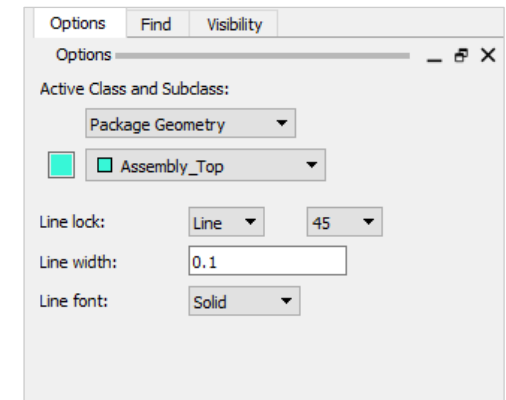 Options Find Visibility
Options
Active Class and Subclass:
Package Geometry
Assembly_Top
Line lock: Line 45
Line width: 0.1
Line font: Solid